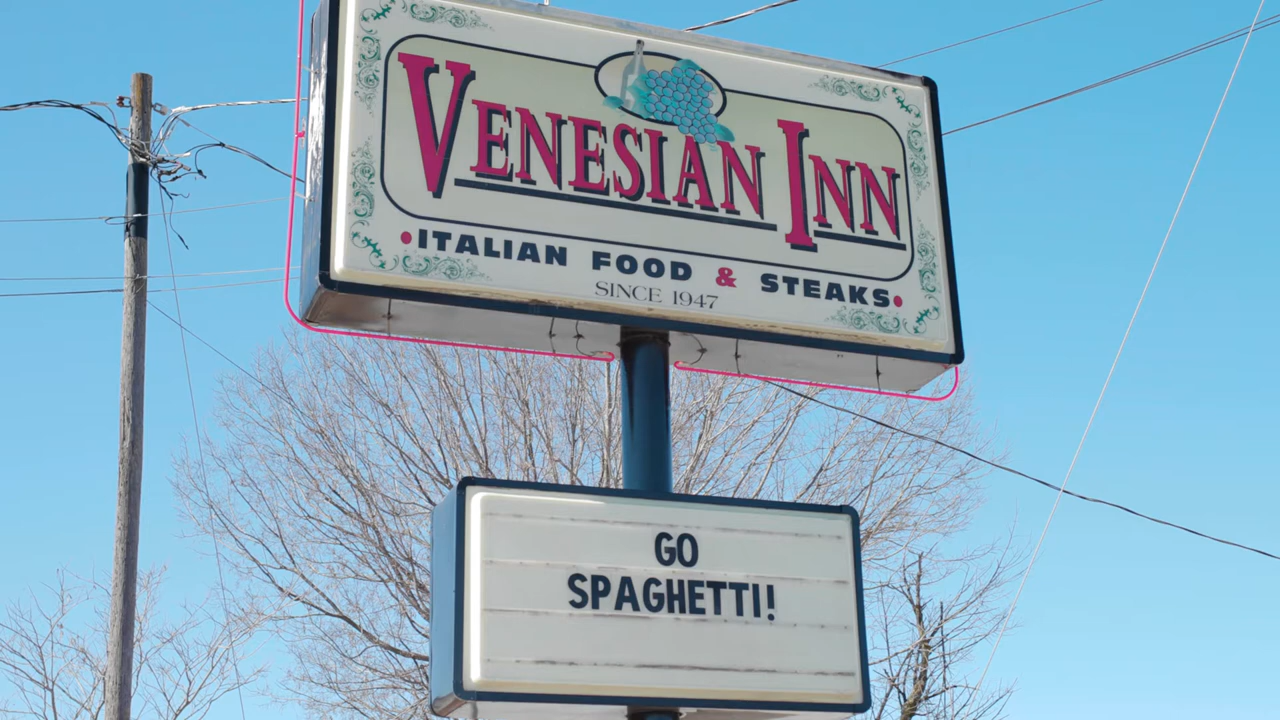 VENESIAN INN
•ITALIAN FOOD & STEAKS•
SINCE 1947
GO
SPAGHETTI!